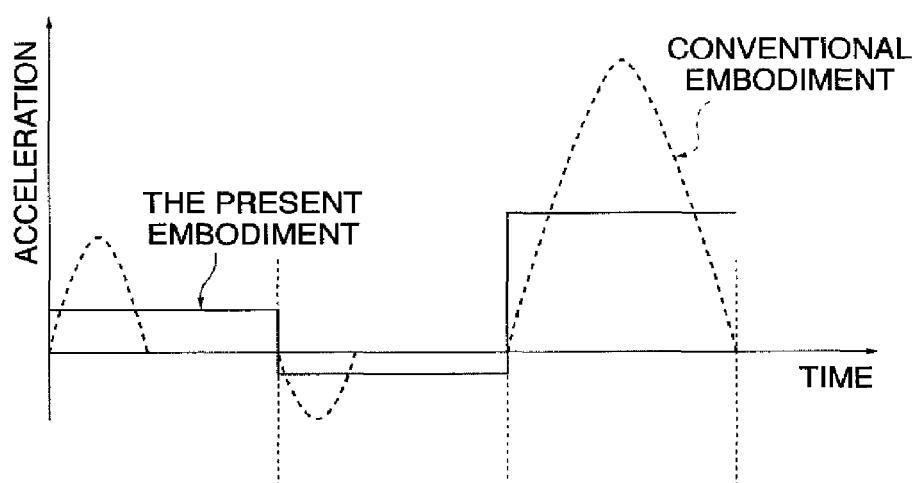 CONVENTIONAL
EMBODIMENT
ACCELERATION
THE PRESENT
EMBODIMENT
TIME